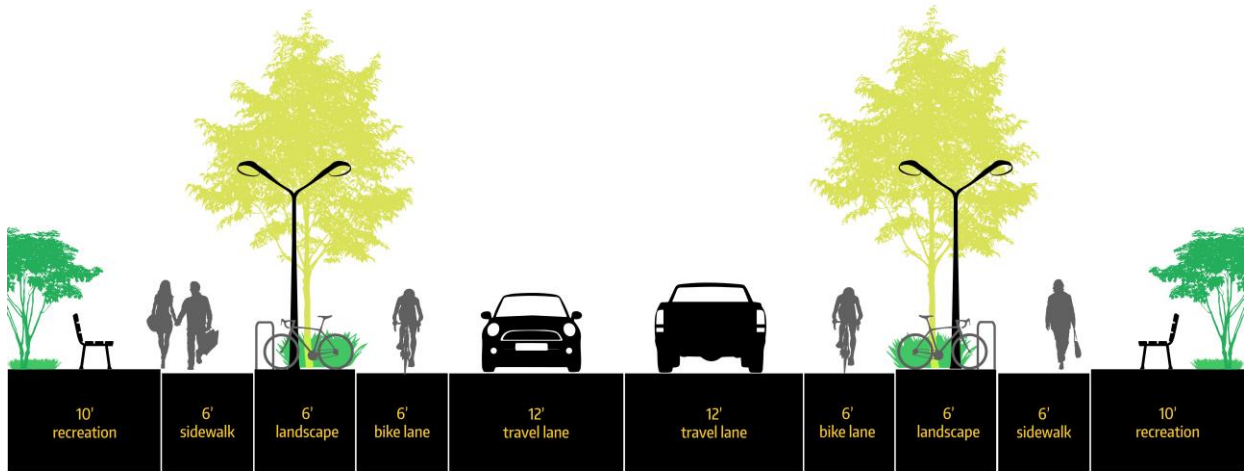 10'
recreation
6'
sidewalk
6'
landscape
6'
bike lane
12'
travel lane
12'
travel lane
6'
bike lane
6'
landscape
6'
sidewalk
10'
recreation